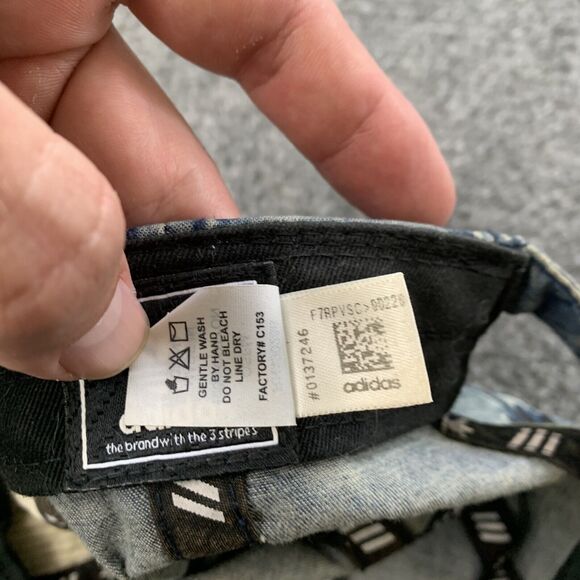 GENTLE WASH
BY HAND
DO NOT BLEACH
LINE DRY
FACTORY# C153
F7RPVSC>00220
#0137246
adidas
the brand with the 3 stripes